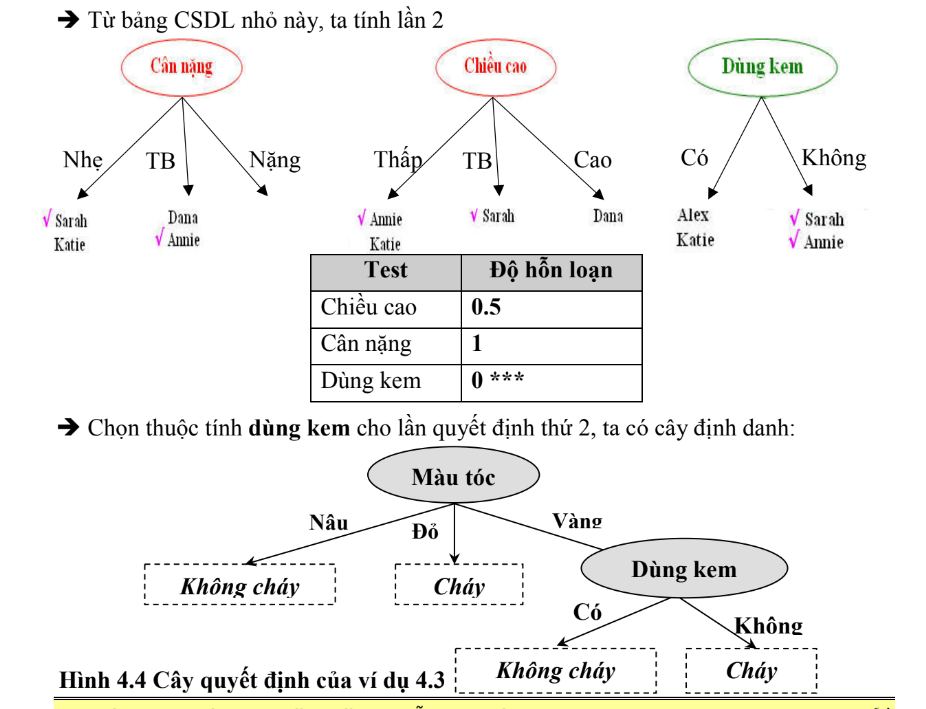 ➔ Từ bảng CSDL nhỏ này, ta tính lần 2
Cân nặng
Chiều cao
Dùng kem
Nhẹ TB Nặng
Thấp TB Cao
Có Không
√ Sarah
Katie
Dana
√ Annie
√ Annie
Katie
√ Sarah
Dana
Alex
Katie
√ Sarah
√ Annie
Test Độ hỗn loạn
Chiều cao 0.5
Cân nặng 1
Dùng kem 0 ***
➔ Chọn thuộc tính dùng kem cho lần quyết định thứ 2, ta có cây định danh:
Màu tóc
Nâu Đỏ Vàng
Không cháy
Cháy
Dùng kem
Có Không
Không cháy
Cháy
Hình 4.4 Cây quyết định của ví dụ 4.3